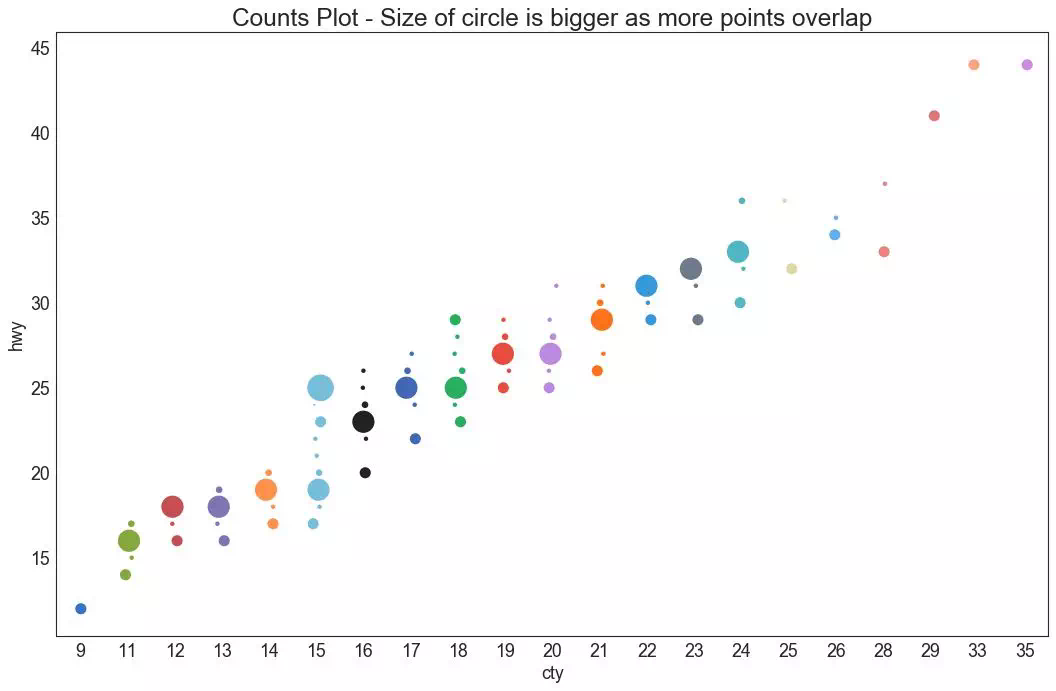 Counts Plot - Size of circle is bigger as more points overlap
45
40
35
30
25
20
15
hwy
9 11 12 13 14 15 16 17 18 19 20 21 22 23 24 25 26 28 29 33 35
cty